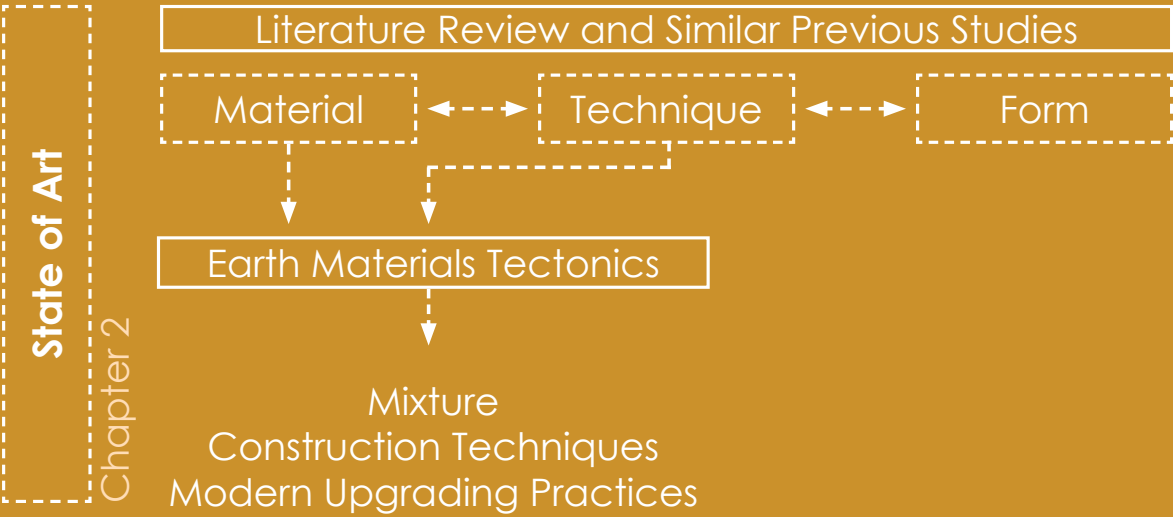 State of Art
Chapter 2
Literature Review and Similar Previous Studies
Material
Technique
Form
Earth Materials Tectonics
Mixture
Construction Techniques
Modern Upgrading Practices